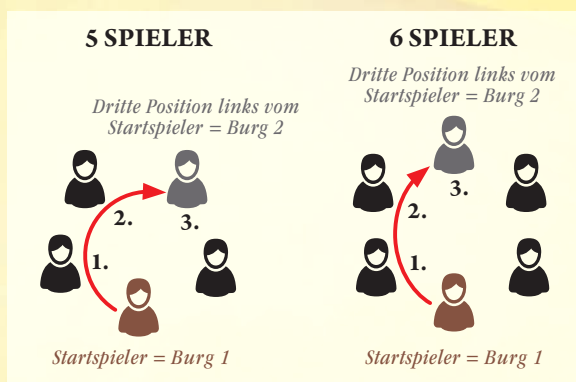 5 SPIELER
Dritte Position links vom
Startspieler = Burg 2
2.
3.
1.
Startspieler = Burg 1
6 SPIELER
Dritte Position links vom
Startspieler = Burg 2
3.
2.
1.
Startspieler = Burg 1